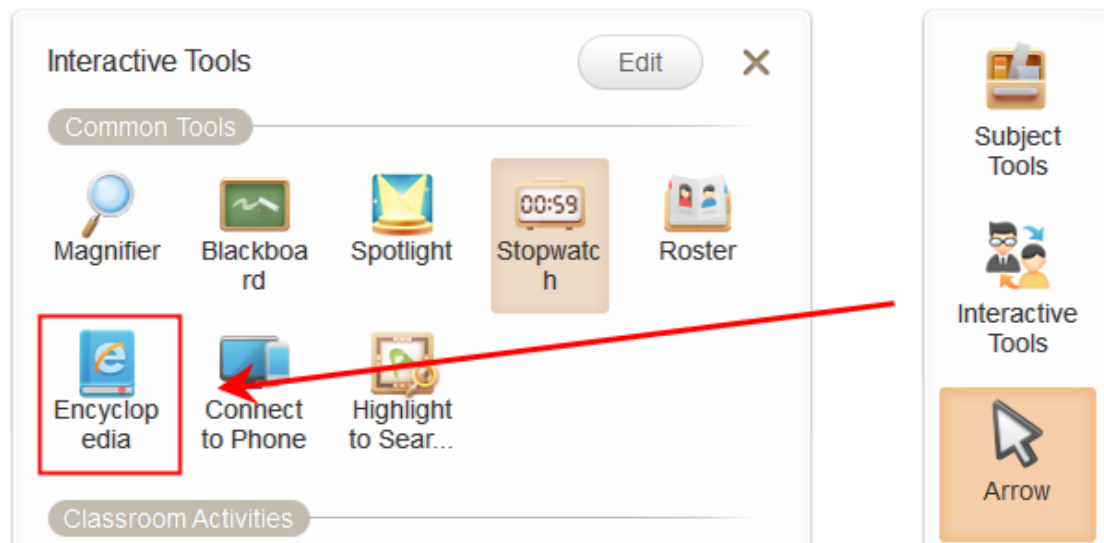 Interactive Tools
Edit
Common Tools
Magnifier
Blackboa
rd
Spotlight
00:59
Stopwatc
h
Roster
Encyclop
edia
Connect
to Phone
Highlight
to Sear...
Classroom Activities
Subject
Tools
Interactive
Tools
Arrow